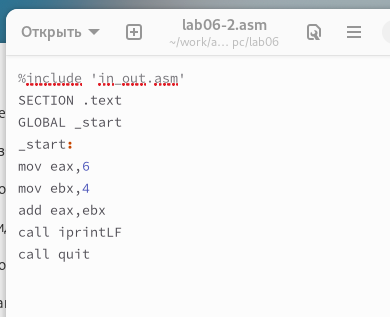 Открыть
lab06-2.asm
~/work/a... pc/lab06
%include 'in_out.asm'
SECTION .text
GLOBAL _start
_start:
mov eax,6
mov ebx,4
add eax,ebx
call iprintLF
call quit